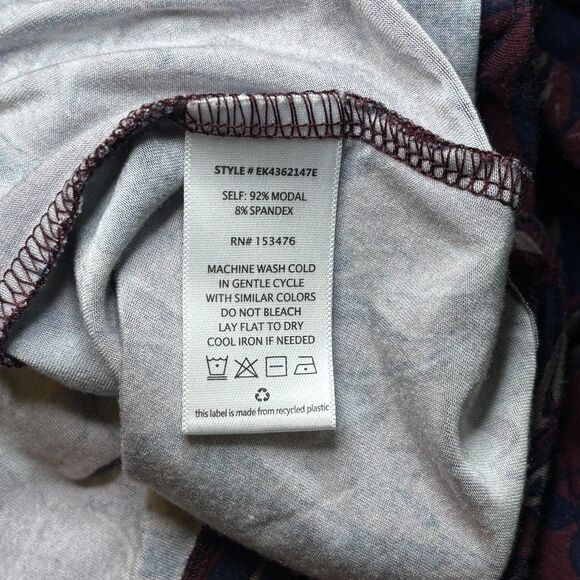 STYLE # EK4362147E
SELF: 92% MODAL
8% SPANDEX
RN# 153476
MACHINE WASH COLD
IN GENTLE CYCLE
WITH SIMILAR COLORS
DO NOT BLEACH
LAY FLAT TO DRY
COOL IRON IF NEEDED
this label is made from recycled plastic